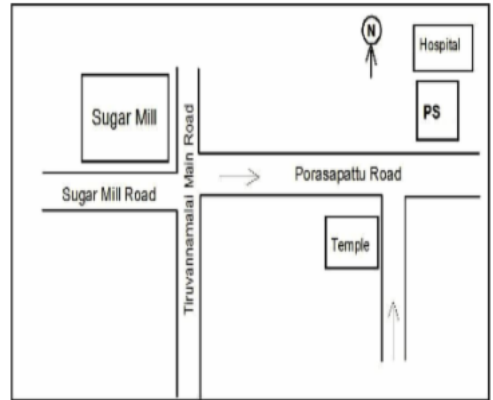 N
Hospital
PS
Sugar Mill
Tiruvannamalai Main Road
Porasapattu Road
Sugar Mill Road
Temple